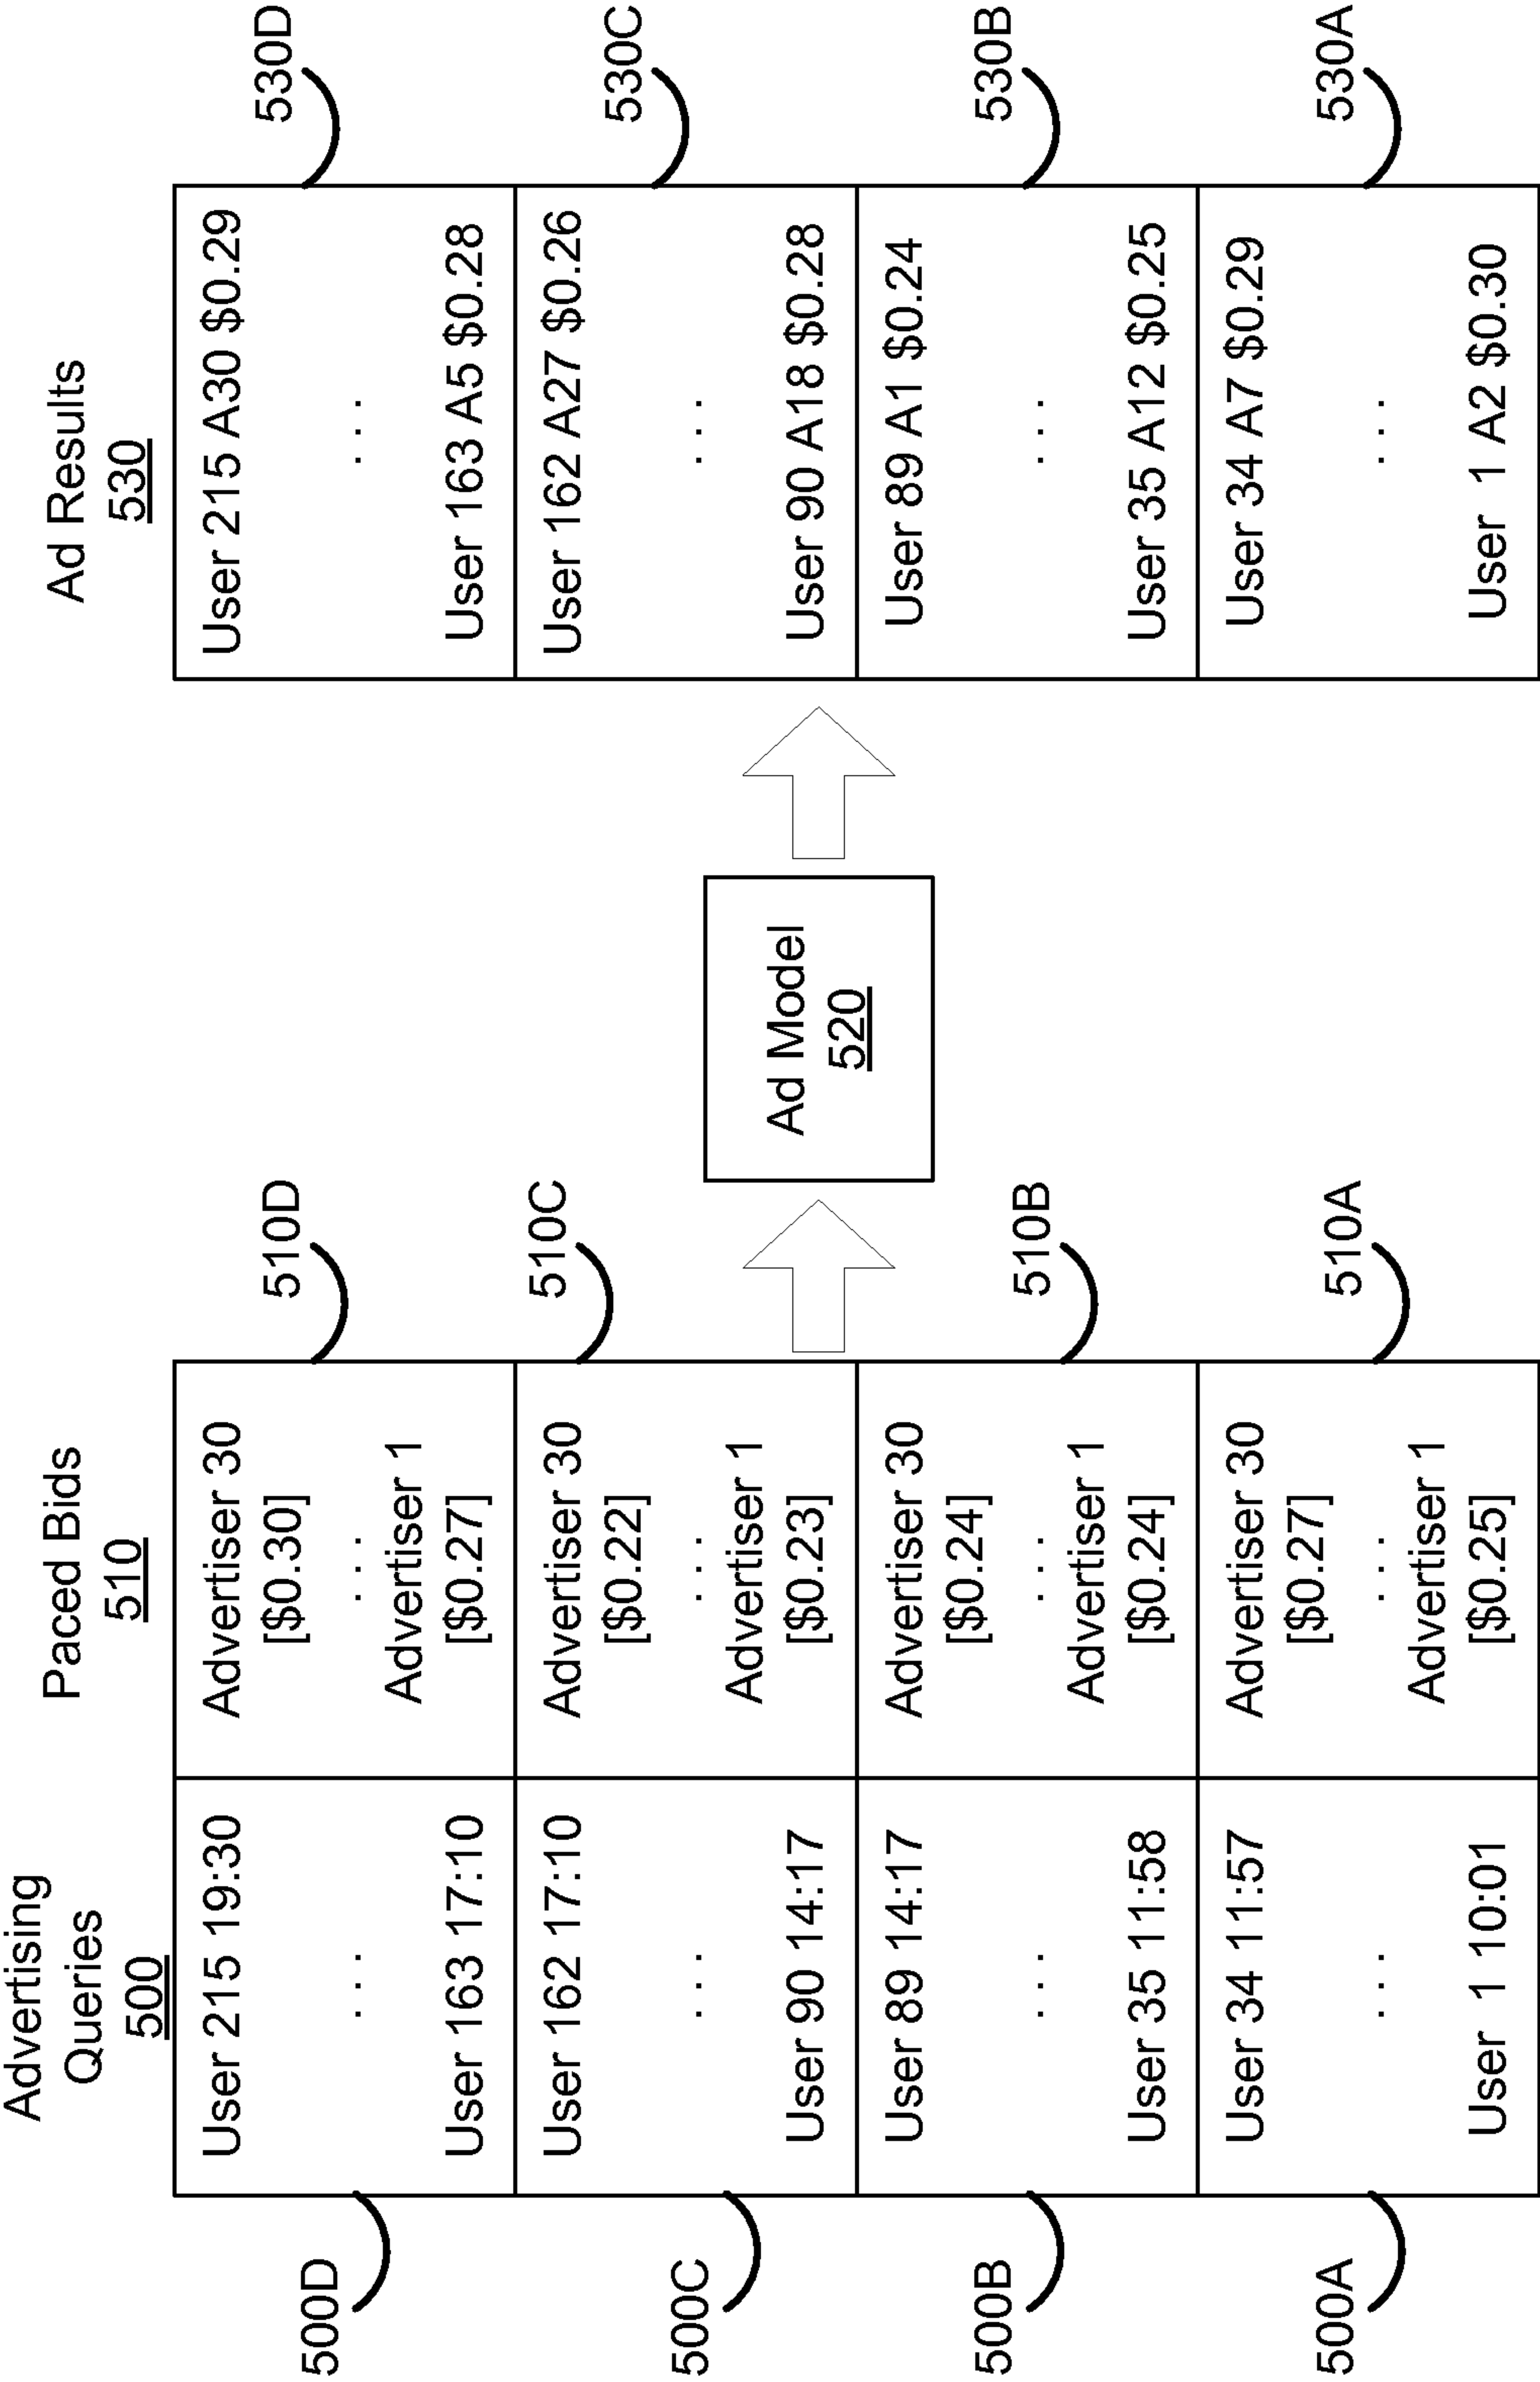 Advertising
Queries
500
User 215 19:30
. . .
User 163 17:10
User 162 17:10
. . .
User 90 14:17
User 89 14:17
. . .
User 35 11:58
User 34 11:57
. . .
User 1 10:01
500D
500C
500B
500A
Paced Bids
510
Advertiser 30
[$0.30]
. . .
Advertiser 1
[$0.27]
Advertiser 30
[$0.22]
. . .
Advertiser 1
[$0.23]
Advertiser 30
[$0.24]
. . .
Advertiser 1
[$0.24]
Advertiser 30
[$0.27]
. . .
Advertiser 1
[$0.25]
510D
510C
510B
510A
Ad Model
520
Ad Results
530
User 215 A30 $0.29
. . .
User 163 A5 $0.28
User 162 A27 $0.26
. . .
User 90 A18 $0.28
User 89 A1 $0.24
. . .
User 35 A12 $0.25
User 34 A7 $0.29
. . .
User 1 A2 $0.30
530D
530C
530B
530A